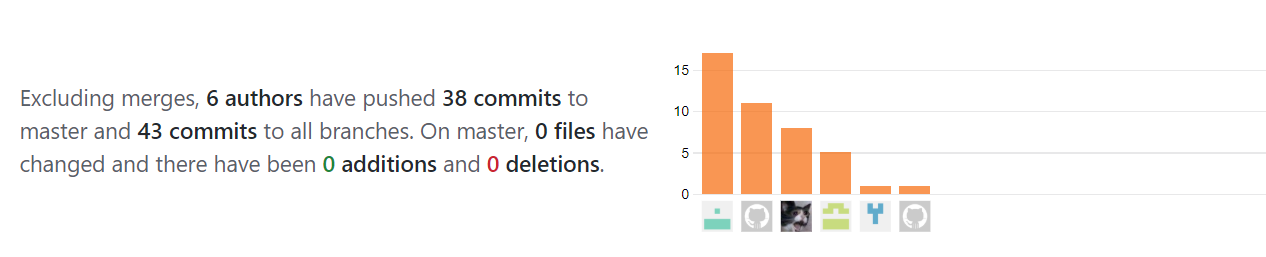 Excluding merges, 6 authors have pushed 38 commits to
master and 43 commits to all branches. On master, 0 files have
changed and there have been 0 additions and 0 deletions.
15
10
5
0